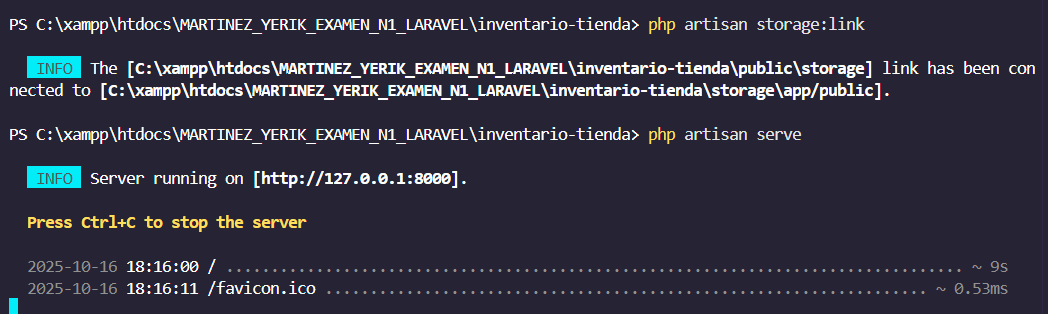 PS C:\xampp\htdocs\MARTINEZ_YERIK_EXAMEN_N1_LARAVEL\inventario-tienda> php artisan storage:link
INFO The [C:\xampp\htdocs\MARTINEZ_YERIK_EXAMEN_N1_LARAVEL\inventario-tienda\public\storage] link has been con
nected to [C:\xampp\htdocs\MARTINEZ_YERIK_EXAMEN_N1_LARAVEL\inventario-tienda\storage\app/public].
PS C:\xampp\htdocs\MARTINEZ_YERIK_EXAMEN_N1_LARAVEL\inventario-tienda> php artisan serve
INFO Server running on [http://127.0.0.1:8000].
Press Ctrl+C to stop the server
2025-10-16 18:16:00 / .................................................................................. ~ 9s
2025-10-16 18:16:11 /favicon.ico ................................................................... ~ 0.53ms